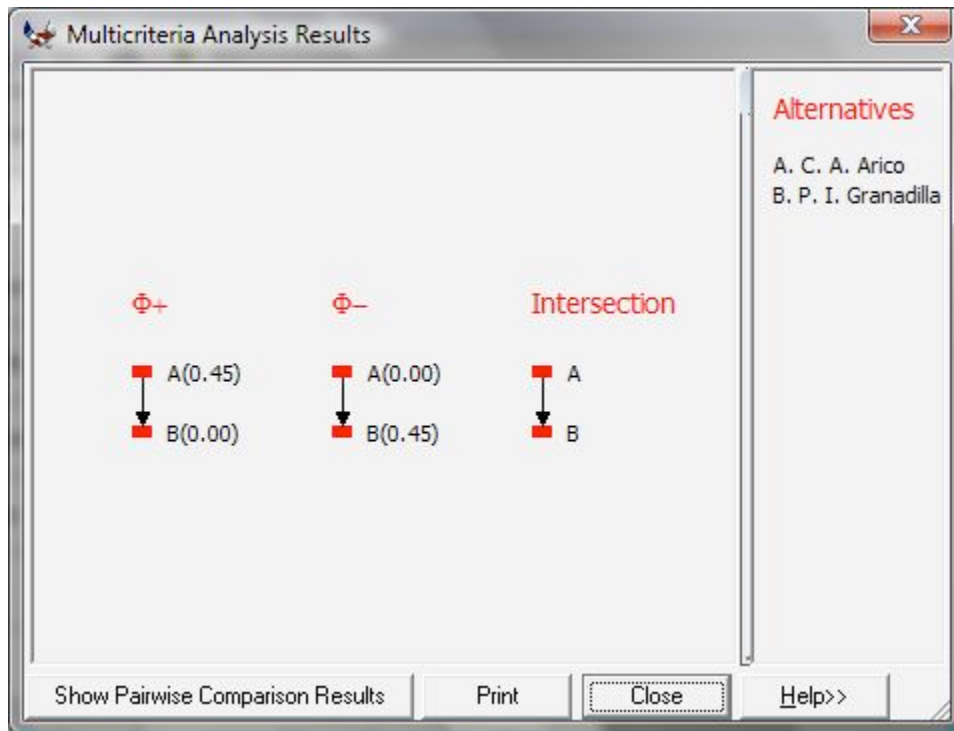 Multicriteria Analysis Results
Alternatives
A. C. A. Arico
B. P. I. Granadilla
Φ+ Φ− Intersection
A(0.45) A(0.00) A
B(0.00) B(0.45) B
Show Pairwise Comparison Results Print Close Help>>